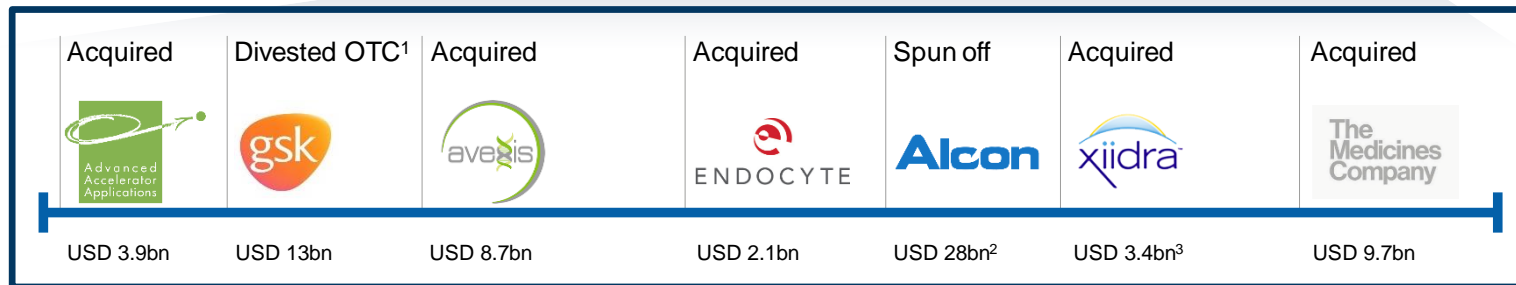 Acquired
Divested OTC1
Acquired
Acquired
Spun off
Acquired
Acquired
Advanced
Accelerator
Applications
gsk
avexis
ENDOCYTE
Alcon
xiidra
The
Medicines
Company
USD 3.9bn
USD 13bn
USD 8.7bn
USD 2.1bn
USD 28bn2
USD 3.4bn3
USD 9.7bn